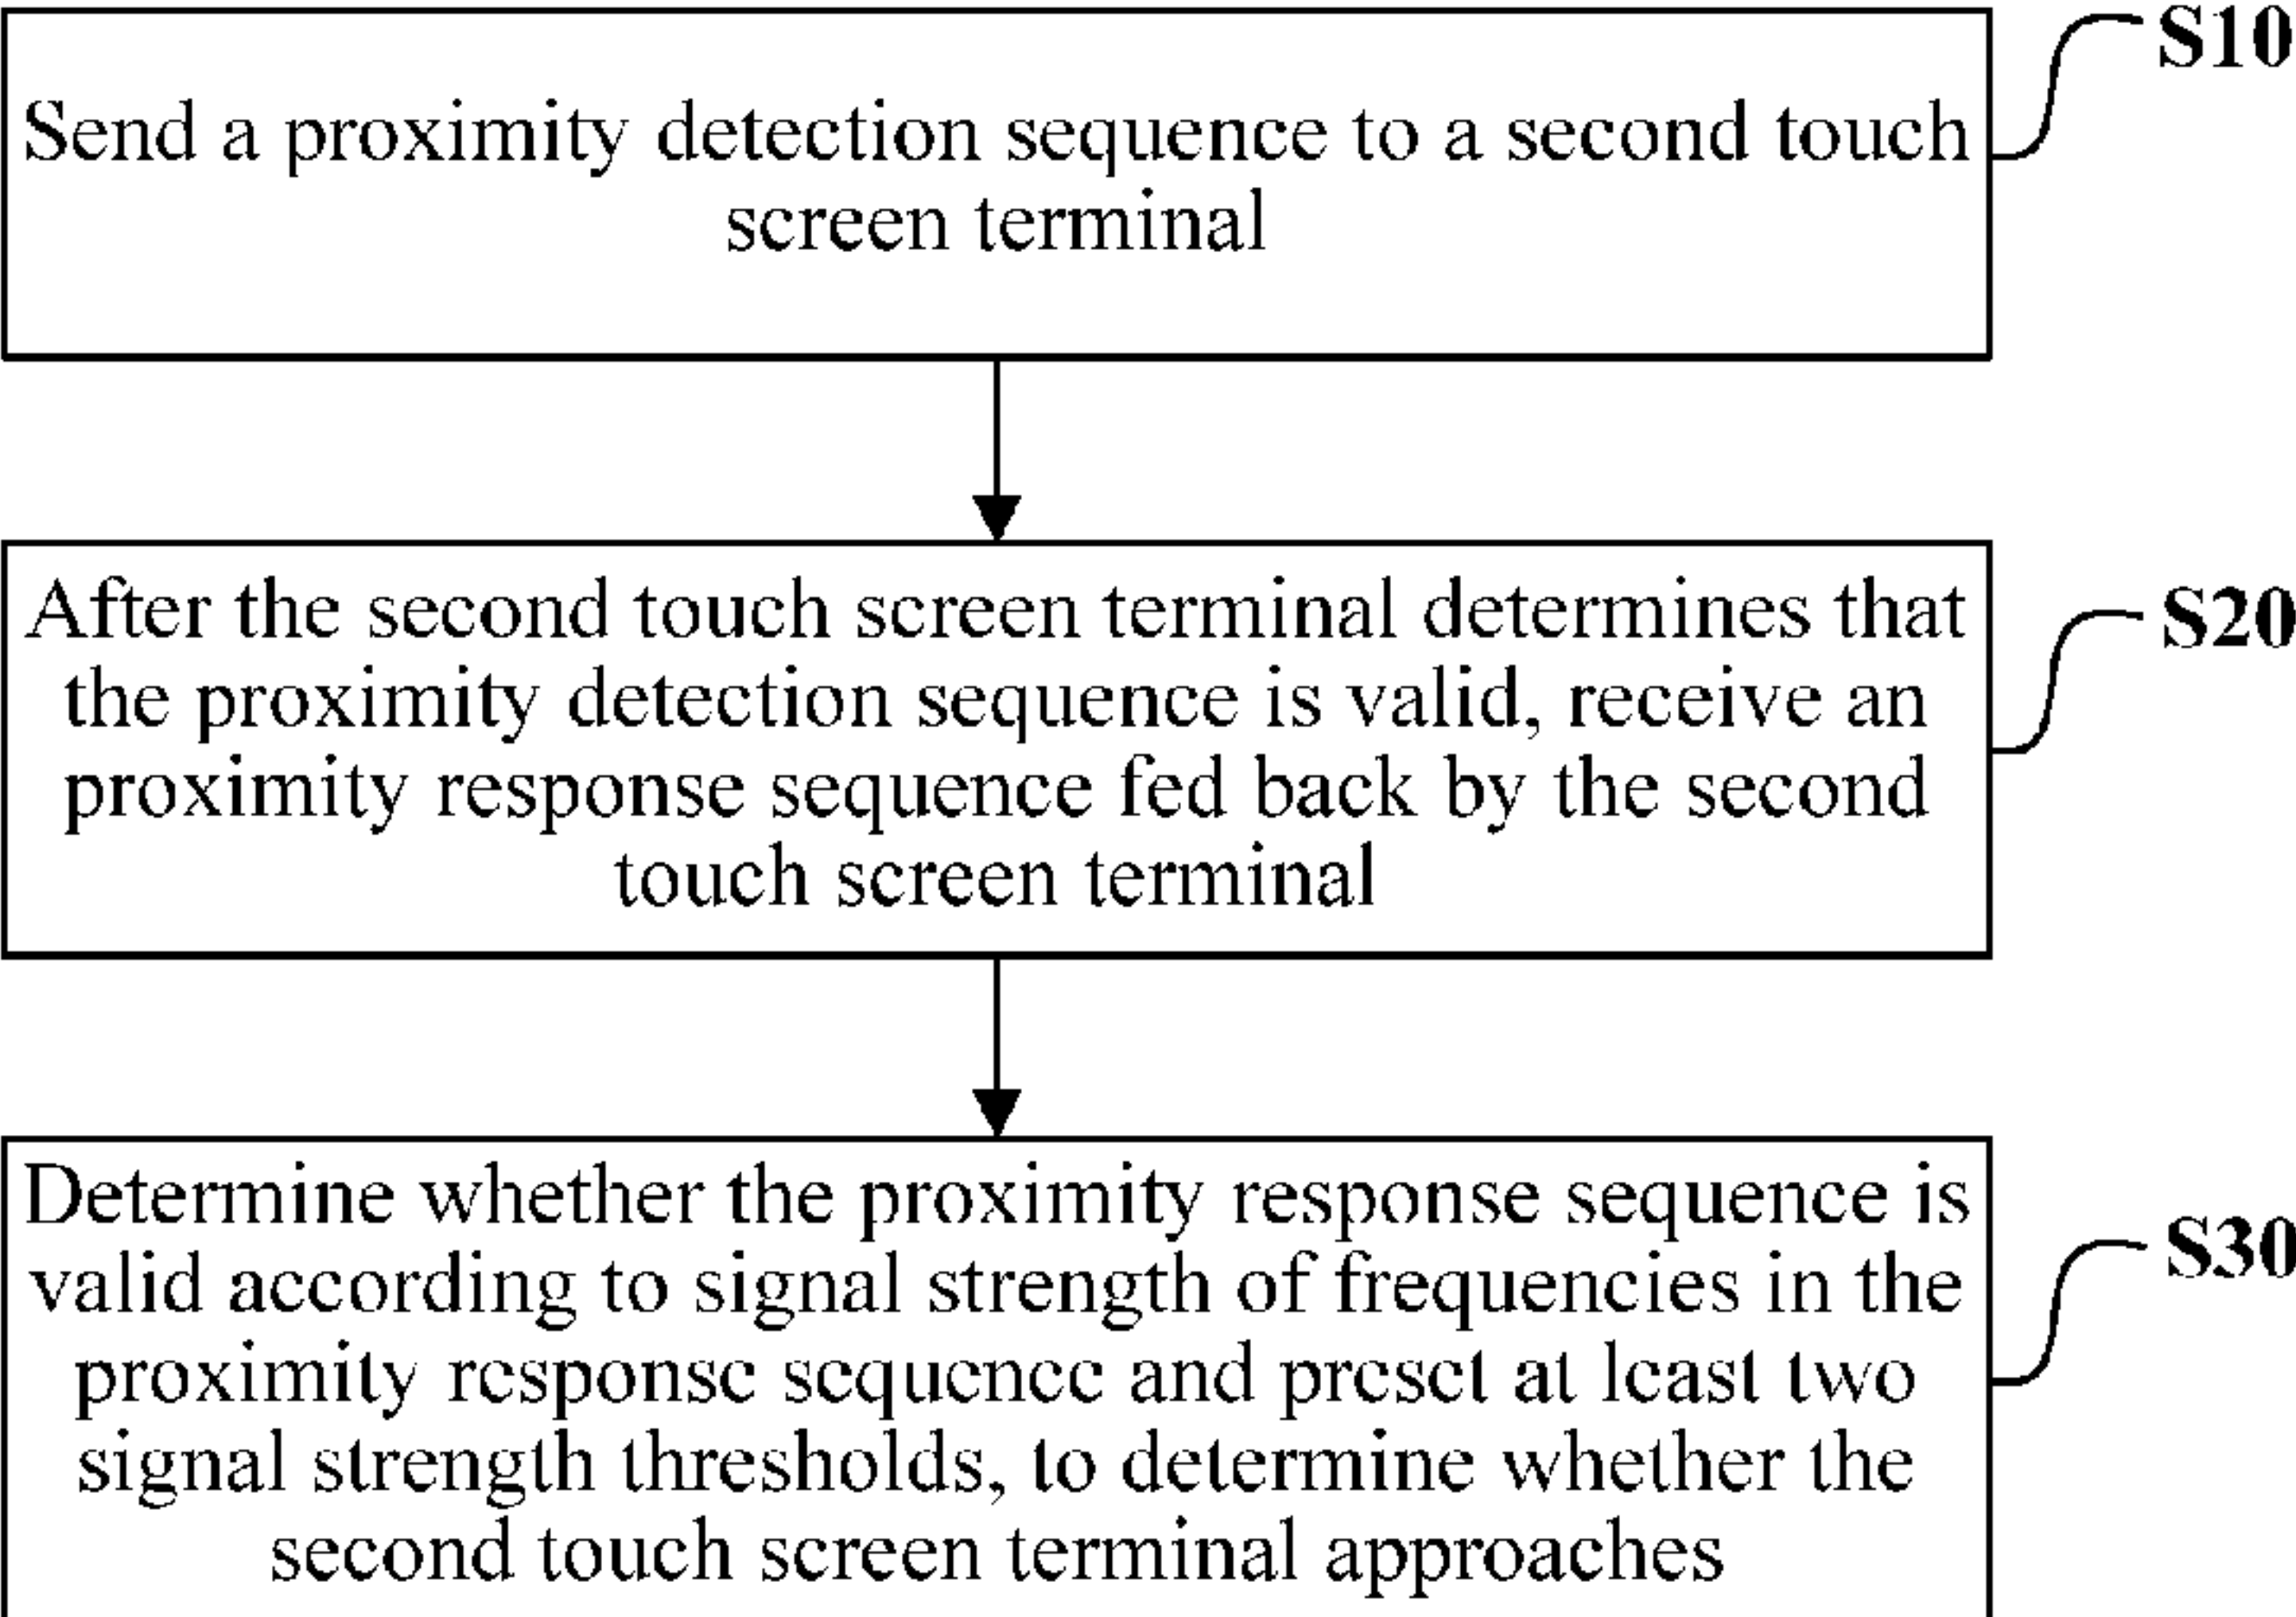 S10
Send a proximity detection sequence to a second touch
screen terminal
After the second touch screen terminal determines that
the proximity detection sequence is valid, receive an
proximity response sequence fed back by the second
touch screen terminal
S20
Determine whether the proximity response sequence is
valid according to signal strength of frequencies in the
proximity response sequence and preset at least two
signal strength thresholds, to determine whether the
second touch screen terminal approaches
S30